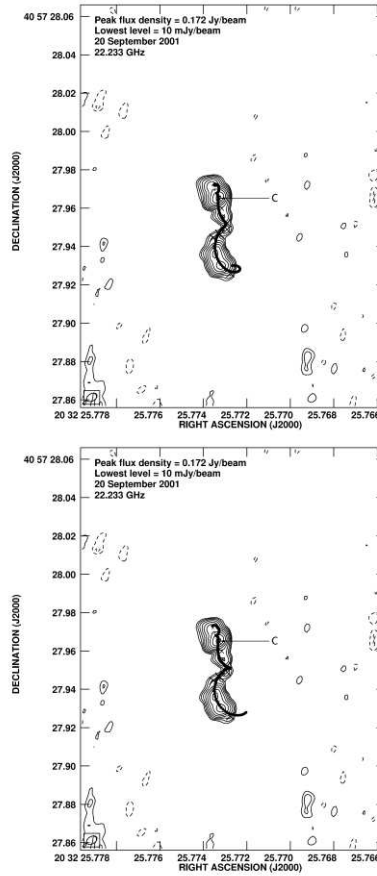 40 57 28.06
Peak flux density = 0.172 Jy/beam
Lowest level = 10 mJy/beam
20 September 2001
22.233 GHz
28.04
28.02
28.00
27.98
C
27.96
27.94
27.92
27.90
27.88
27.86
DECLINATION (J2000)
20 32 25.778 25.776 25.774 25.772 25.770 25.768 25.766
RIGHT ASCENSION (J2000)
40 57 28.06
Peak flux density = 0.172 Jy/beam
Lowest level = 10 mJy/beam
20 September 2001
22.233 GHz
28.04
28.02
28.00
27.98
C
27.96
27.94
27.92
27.90
27.88
27.86
DECLINATION (J2000)
20 32 25.778 25.776 25.774 25.772 25.770 25.768 25.766
RIGHT ASCENSION (J2000)